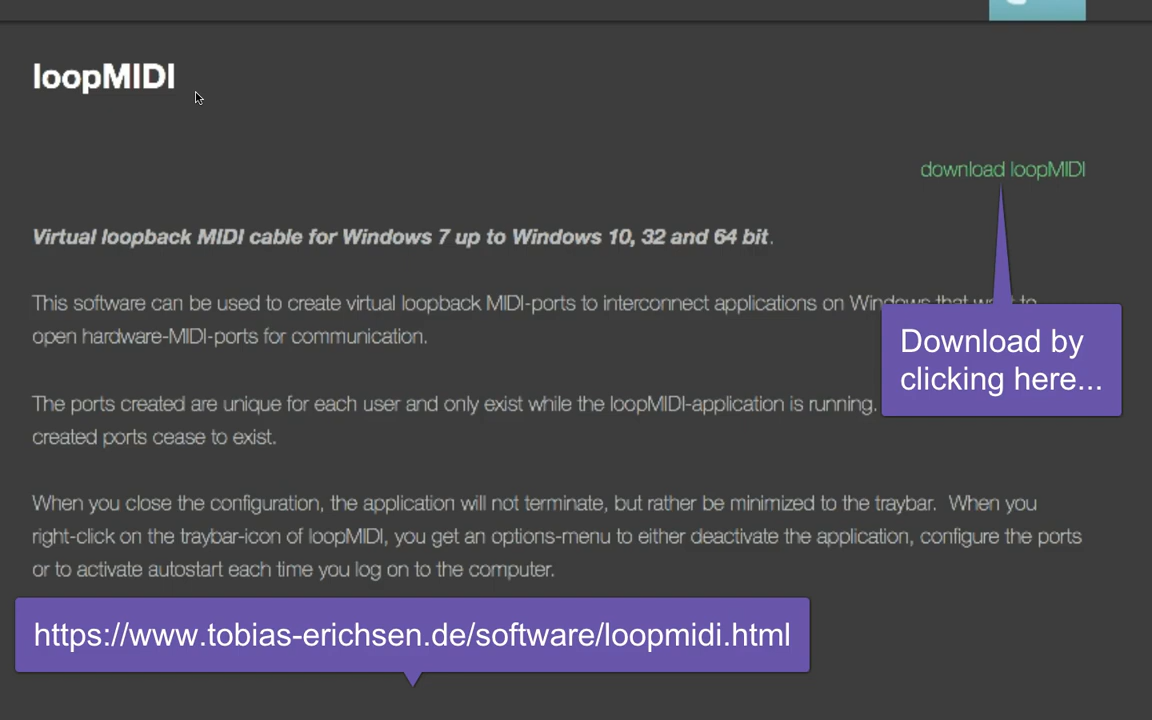 loopMIDI
download loopMIDI
Virtual loopback MIDI cable for Windows 7 up to Windows 10, 32 and 64 bit.
This software can be used to create virtual loopback MIDI-ports to interconnect applications on Windows that want to
open hardware-MIDI-ports for communication.
Download by
clicking here...
The ports created are unique for each user and only exist while the loopMIDI-application is running.
created ports cease to exist.
When you close the configuration, the application will not terminate, but rather be minimized to the traybar. When you
right-click on the traybar-icon of loopMIDI, you get an options-menu to either deactivate the application, configure the ports
or to activate autostart each time you log on to the computer.
https://www.tobias-erichsen.de/software/loopmidi.html